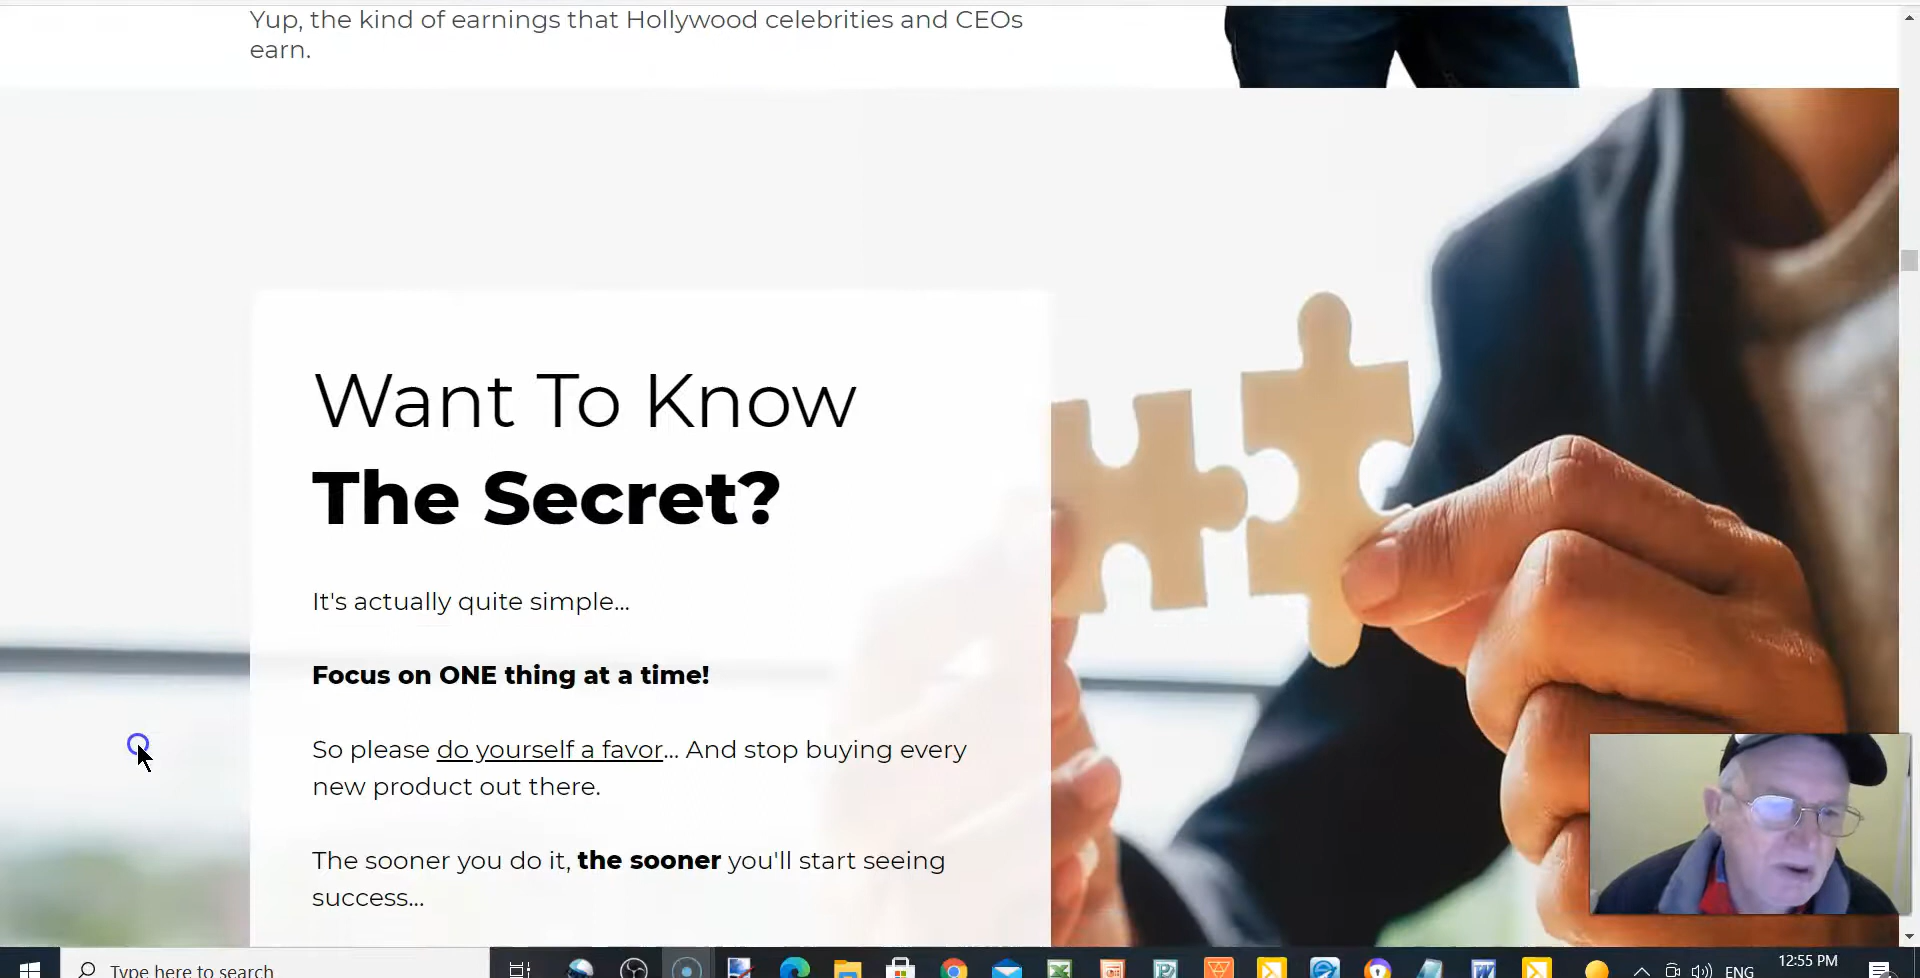 Yup, the kind of earnings that Hollywood celebrities and CEOs
earn.
Want To Know
The Secret?
It's actually quite simple...
Focus on ONE thing at a time!
So please do yourself a favor... And stop buying every
new product out there.
The sooner you do it, the sooner you'll start seeing
success...
Type here to search
ENG
12:55 PM